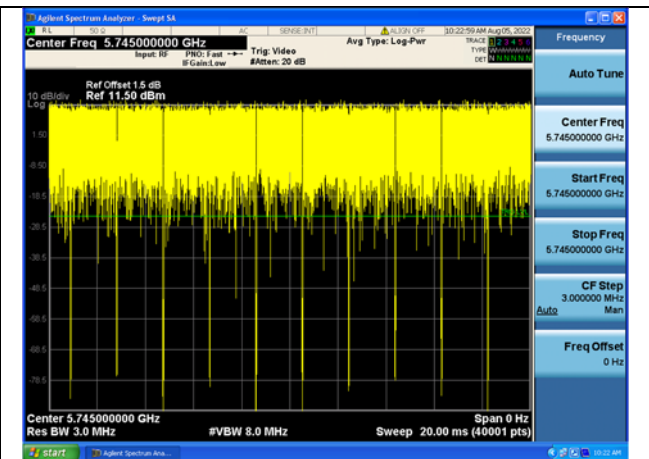 Agilent Spectrum Analyzer - Swept SA
RL 50 Ω AC SENSE:INT ALIGN OFF 10:22:59 AM Aug 05, 2022
Center Freq 5.745000000 GHz
Input: RF PNO: Fast IFGain:Low
Trig: Video #Atten: 20 dB
Avg Type: Log-Pwr
TRACE 1 2 3 4 5 6
TYPE
DET N N N N N N
Ref Offset 1.5 dB
10 dB/div Ref 11.50 dBm
Log
1.50
-8.50
-18.5
-28.5
-38.5
-48.5
-58.5
-68.5
-78.5
Center 5.745000000 GHz Span 0 Hz
Res BW 3.0 MHz #VBW 8.0 MHz Sweep 20.00 ms (40001 pts)
Frequency
Auto Tune
Center Freq
5.745000000 GHz
Start Freq
5.745000000 GHz
Stop Freq
5.745000000 GHz
CF Step
3.000000 MHz
Auto Man
Freq Offset
0 Hz
start Agilent Spectrum Ana... 10:22 AM